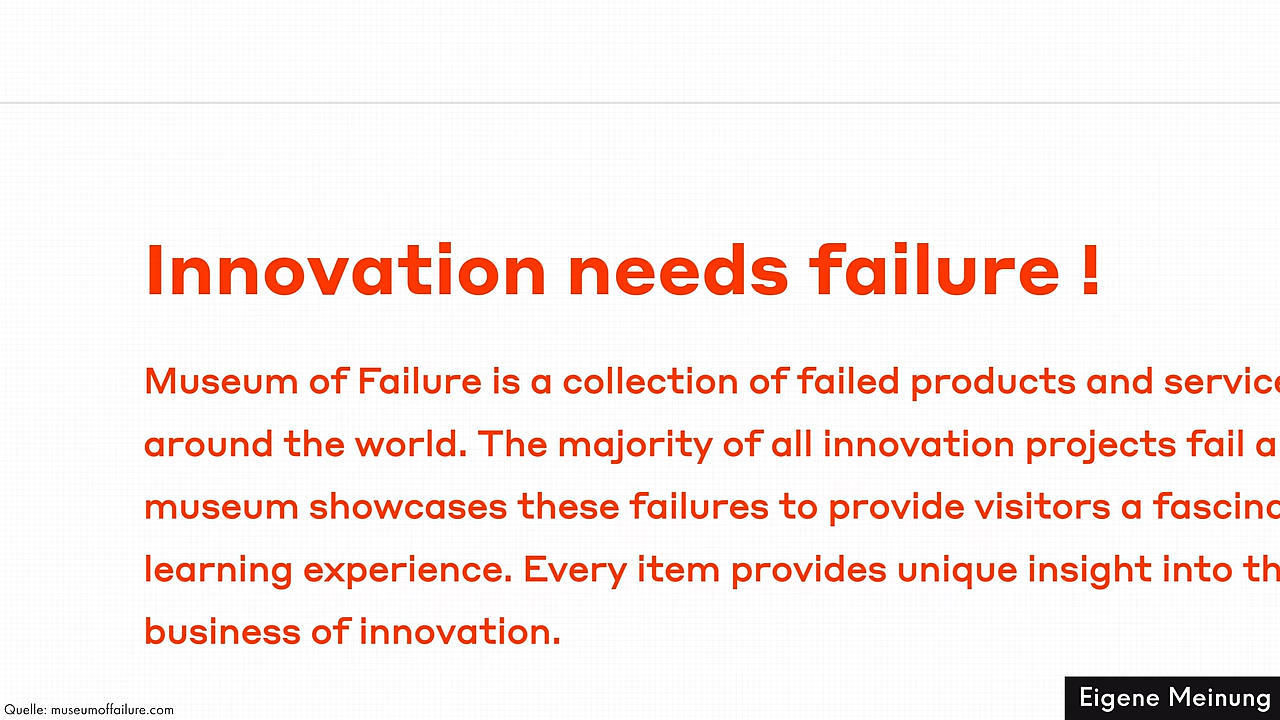 Innovation needs failure !
Museum of Failure is a collection of failed products and service
around the world. The majority of all innovation projects fail a
museum showcases these failures to provide visitors a fascina
learning experience. Every item provides unique insight into th
business of innovation.
Eigene Meinung
Quelle: museumoffailure.com